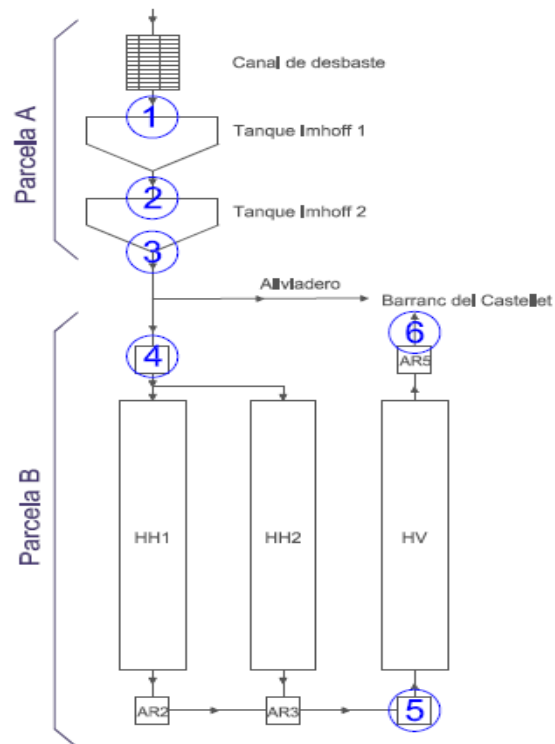 Parcela A
Canal de desbaste
1
Tanque Imhoff 1
2
Tanque Imhoff 2
3
Aliviadero
Barranc del Castellet
6
AR5
4
Parcela B
HH1
HH2
HV
AR2
AR3
5